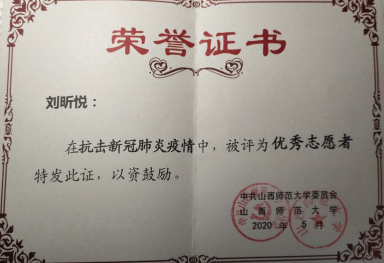 荣誉证书
刘昕悦：
在抗击新冠肺炎疫情中，被评为优秀志愿者
特发此证，以资鼓励。
中共山西师范大学委员会
山西师范大学
2020年5月